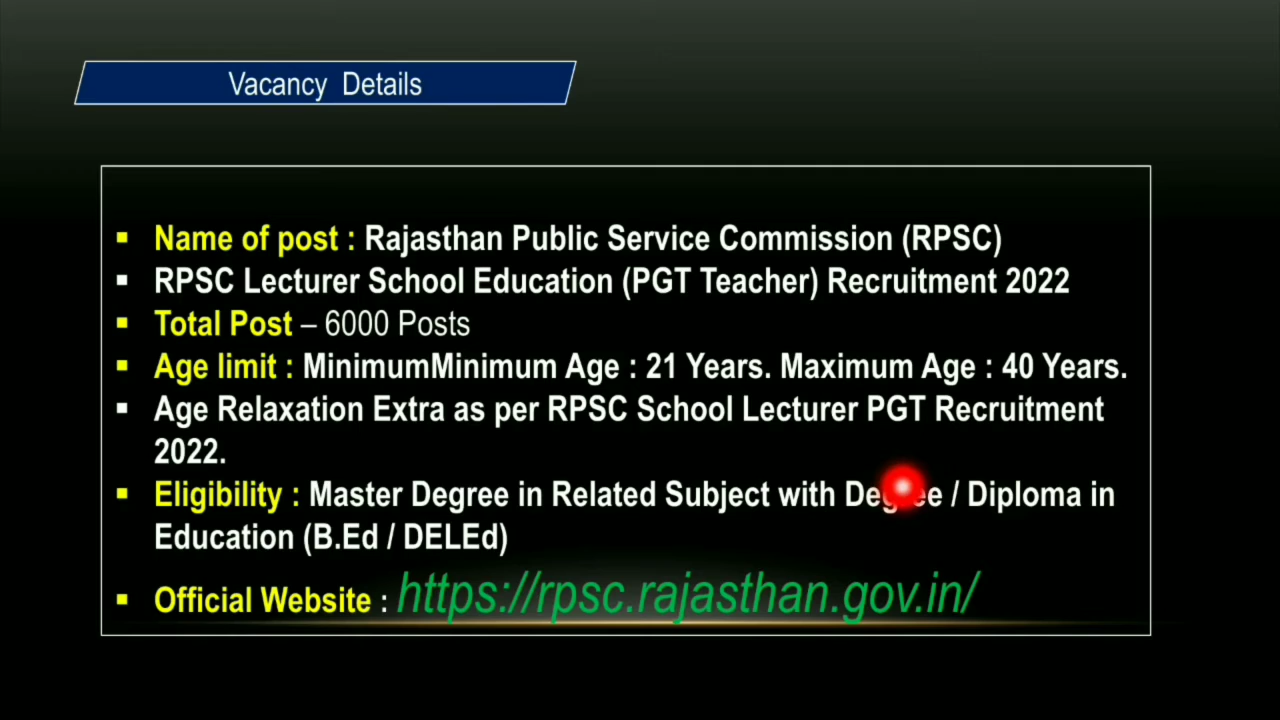 Vacancy Details
Name of post : Rajasthan Public Service Commission (RPSC)
RPSC Lecturer School Education (PGT Teacher) Recruitment 2022
Total Post – 6000 Posts
Age limit : MinimumMinimum Age : 21 Years. Maximum Age : 40 Years.
Age Relaxation Extra as per RPSC School Lecturer PGT Recruitment
2022.
Eligibility : Master Degree in Related Subject with Degree / Diploma in
Education (B.Ed / DELEd)
Official Website : https://rpsc.rajasthan.gov.in/